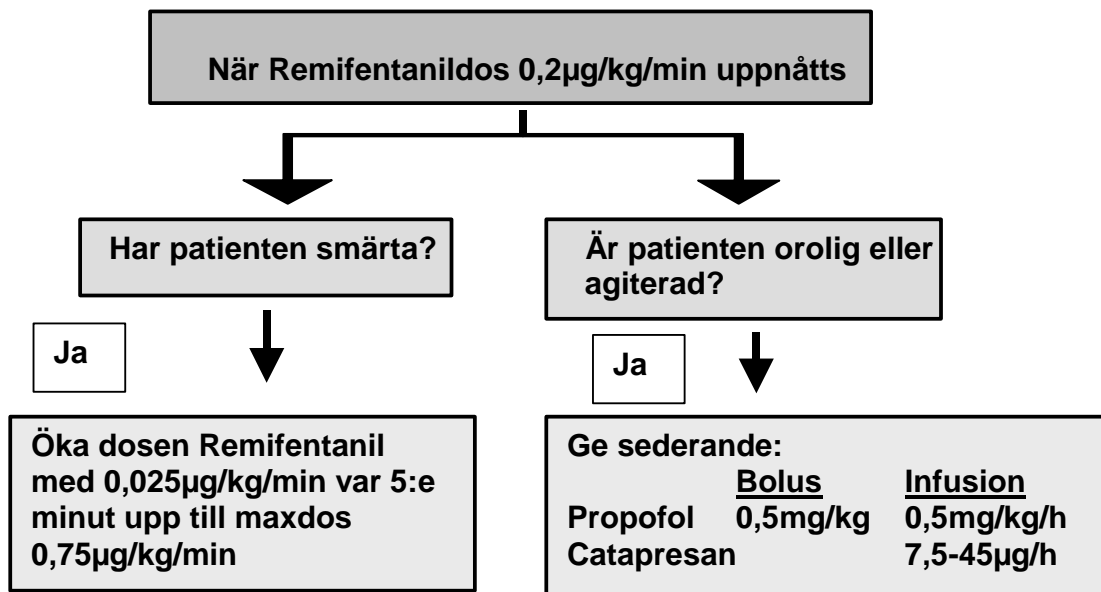 När Remifentanildos 0,2µg/kg/min uppnåtts
Har patienten smärta?
Är patienten orolig eller
agiterad?
Ja
Ja
Öka dosen Remifentanil
med 0,025µg/kg/min var 5:e
minut upp till maxdos
0,75µg/kg/min
Ge sederande:
Bolus Infusion
Propofol 0,5mg/kg 0,5mg/kg/h
Catapresan 7,5-45µg/h